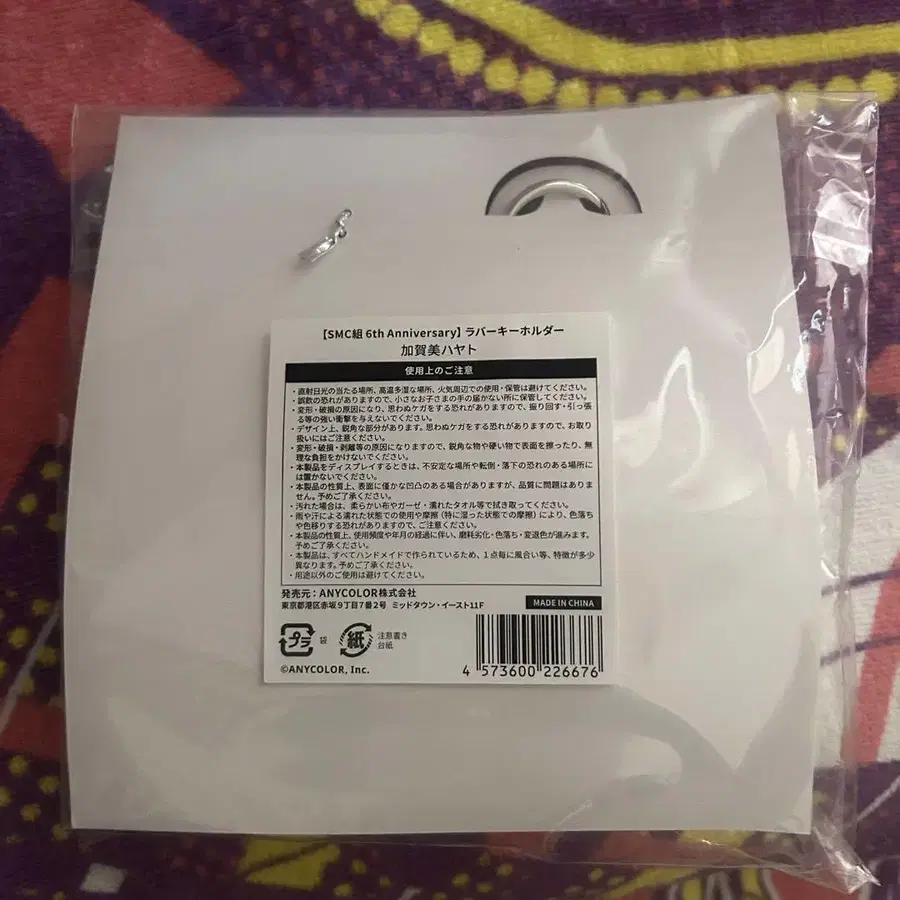 【SMC組 6th Anniversary】ラバーキーホルダー
加賀美ハヤト
使用上のご注意
・直射日光の当たる場所、高温多湿な場所、火気周辺での使用・保管は避けてください。
・誤飲の恐れがありますので、小さなお子さまの手の届かない所に保管してください。
・変形・破損の原因になり、思わぬケガをする恐れがありますので、振り回す・引っ張
る等の強い衝撃を与えないでください。
・デザイン上、鋭角な部分があります。思わぬケガをする恐れがありますので、お取り
扱いにはご注意ください。
・変形・破損・剥離等の原因になりますので、鋭角な物や硬い物で表面を擦ったり、無
理な負担をかけないでください。
・本製品をディスプレイするときは、不安定な場所や転倒・落下の恐れのある場所に
は置かないでください。
・本製品の性質上、表面に僅かな凹凸のある場合がありますが、品質に問題はありま
せん。予めご了承ください。
・汚れた場合は、柔らかい布やガーゼ・濡れたタオル等で拭き取ってください。
・雨や汗による濡れた状態での使用や摩擦（特に湿った状態での摩擦）により、色落ち
や色移りする恐れがありますので、ご注意ください。
・本製品の性質上、使用頻度や年月の経過に伴い、磨耗劣化・色落ち・変退色が進みます。
予めご了承ください。
・本製品は、すべてハンドメイドで作られているため、1点毎に風合い等、特徴が多少
異なります。予めご了承ください。
・用途以外のご使用は避けてください。
発売元：ANYCOLOR株式会社
東京都港区赤坂9丁目7番2号 ミッドタウン・イースト11F
MADE IN CHINA
プラ 袋
紙 注意書き
台紙
©ANYCOLOR, Inc.
4 573600 226676